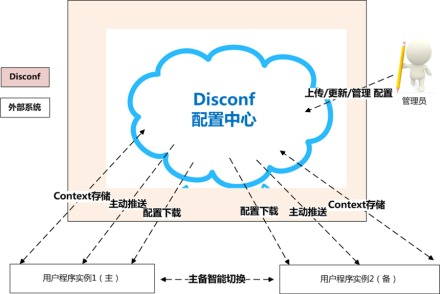 Disconf
外部系统
Disconf
配置中心
上传/更新/管理 配置
管理员
Context存储
主动推送
配置下载
配置下载
主动推送
Context存储
用户程序实例1（主）
主备智能切换
用户程序实例2（备）